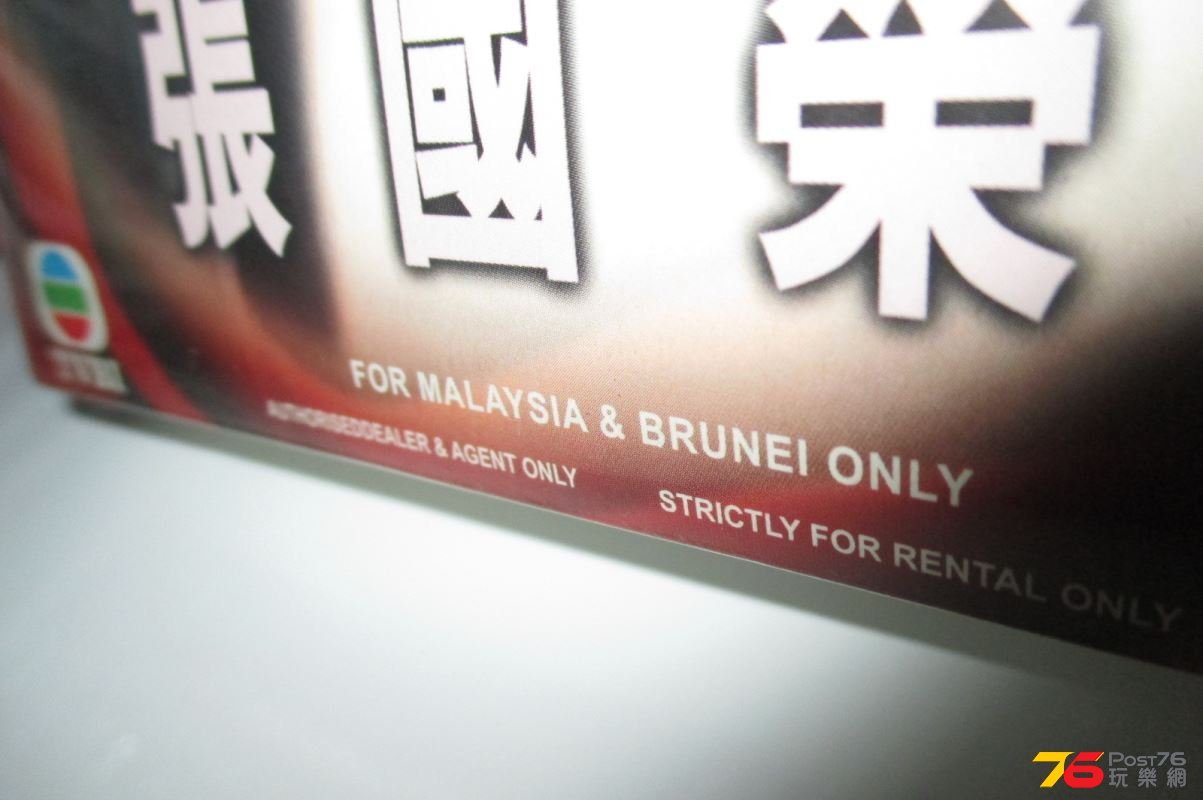 張國榮
FOR MALAYSIA & BRUNEI ONLY
AUTHORISEDDEALER & AGENT ONLY
STRICTLY FOR RENTAL ONLY
76 POST76
玩樂網